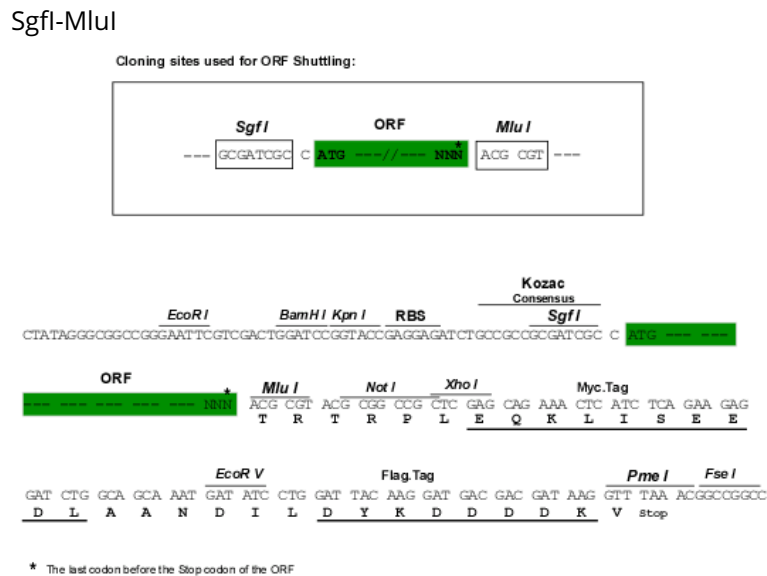 SgfI-MluI
Cloning sites used for ORF Shuttling:
Sgf I ORF Mlu I
--- GCGATCGC C ATG ---//--- NNN* ACG CGT ---
Kozac
Consensus
EcoR I BamH I Kpn I RBS Sgf I
CTATAGGGCGGCCGGGAATTCGTCGACTGGATCCGGTACCGAGGAGATCTGCCGCCGCGATCGC C ATG --- ---
ORF Mlu I Not I Xho I Myc.Tag
--- --- --- --- --- --- NNN* ACG CGT ACG CGG CCG CTC GAG CAG AAA CTC ATC TCA GAA GAG
T R T R P L E Q K L I S E E
EcoR V Flag.Tag Pme I Fse I
GAT CTG GCA GCA AAT GAT ATC CTG GAT TAC AAG GAT GAC GAC GAT AAG GTT TAA ACGGCCGGCC
D L A A N D I L D Y K D D D D K V Stop
* The last codon before the Stop codon of the ORF